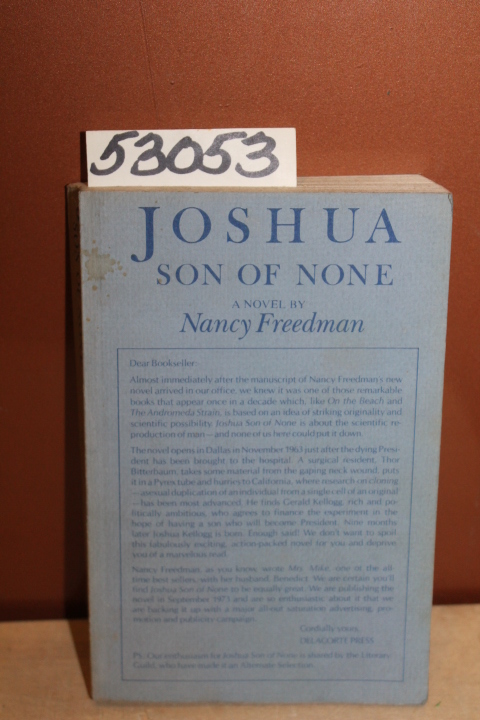 53053
JOSHUA
SON OF NONE
A NOVEL BY
Nancy Freedman
Dear Bookseller:
Almost immediately after the manuscript of Nancy Freedman's new
novel arrived in our office, we knew it was one of those remarkable
books that appear once in a decade which, like On the Beach and
The Andromeda Strain, is based on an idea of striking originality and
scientific possibility. Joshua Son of None is about the scientific re-
production of man—and none of us here could put it down.
The novel opens in Dallas in November 1963 just after the dying Pres-
ident has been brought to the hospital. A surgical resident, Thor
Bitterbaum, takes some material from the gaping neck wound, puts
it in a Pyrex tube and hurries to California, where research on cloning
—annual duplication of an individual from a single cell of an original
—has been most advanced. He finds Gerald Kellogg, rich and po-
litically ambitious, who agrees to finance the experiment in the
hope of having a son who will become President. Nine months
later Joshua Kellogg is born. Enough said! We don't want to spoil
this fabulously exciting, action-packed novel for you and deprive
you of a marvelous read.
Nancy Freedman, as you know, wrote Mrs. Mike, one of the all-
time best sellers, with her husband, Benedict. We are certain you'll
find Joshua Son of None to be equally great. We are publishing the
novel in September 1973 and are so enthusiastic about it that we
are backing it up with a major all-out saturation advertising, pro-
motion and publicity campaign.
Cordially yours,
DELACORTE PRESS
PS. Our enthusiasm for Joshua Son of None is shared by the Literary
Guild, who have made it an Alternate Selection.